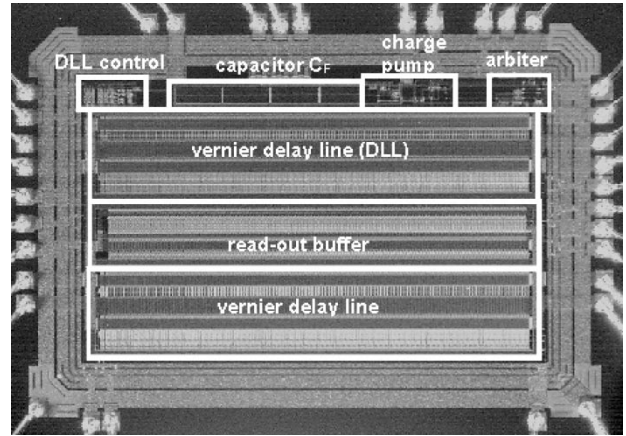 DLL control
capacitor CF
charge
pump
arbiter
vernier delay line (DLL)
read-out buffer
vernier delay line